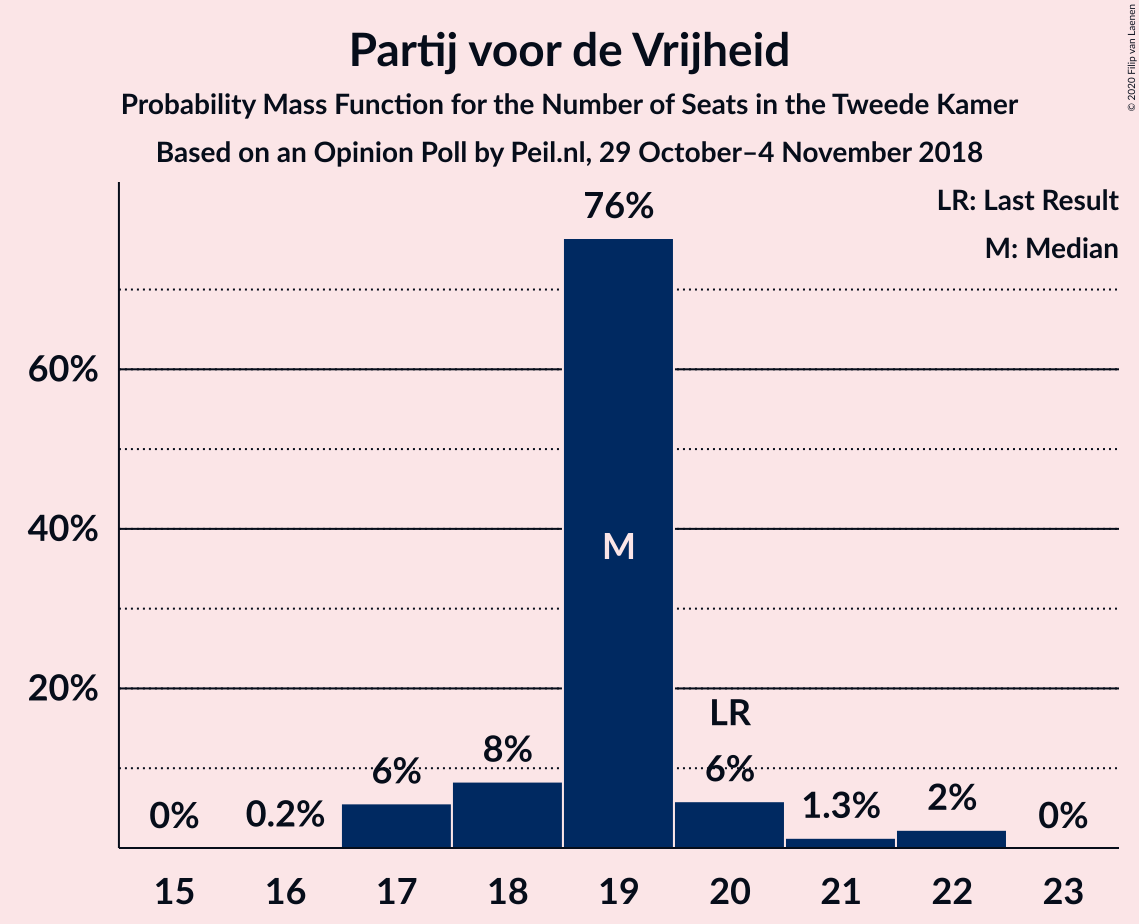 Partij voor de Vrijheid
Probability Mass Function for the Number of Seats in the Tweede Kamer
Based on an Opinion Poll by Peil.nl, 29 October–4 November 2018
© 2020 Filip van Laenen
LR: Last Result
M: Median
76%
60%
40%
M
20%
LR
0%
0.2%
6%
8%
6%
1.3%
2%
0%
15 16 17 18 19 20 21 22 23